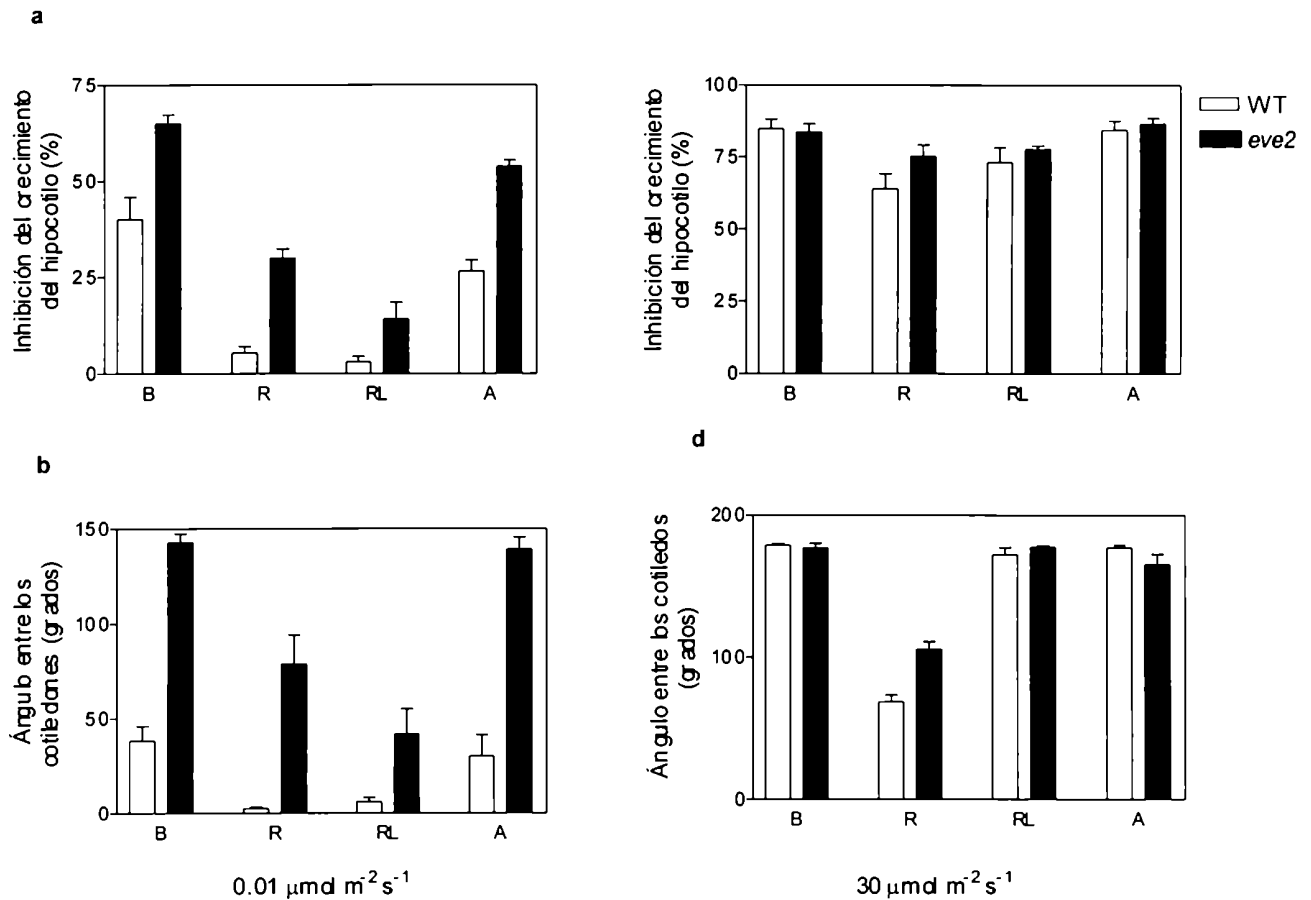 a
75
50
25
0
Inhibición del crecimiento
del hipocotilo (%)
B R RL A
100
75
50
25
0
Inhibición del crecimiento
del hipocotilo (%)
B R RL A
WT
eve2
b
150
100
50
0
Ángulo entre los
cotiledones (grados)
B R RL A
0.01 µmol m⁻² s⁻¹
d
200
100
0
Ángulo entre los cotiledos
(grados)
B R RL A
30 µmol m⁻² s⁻¹